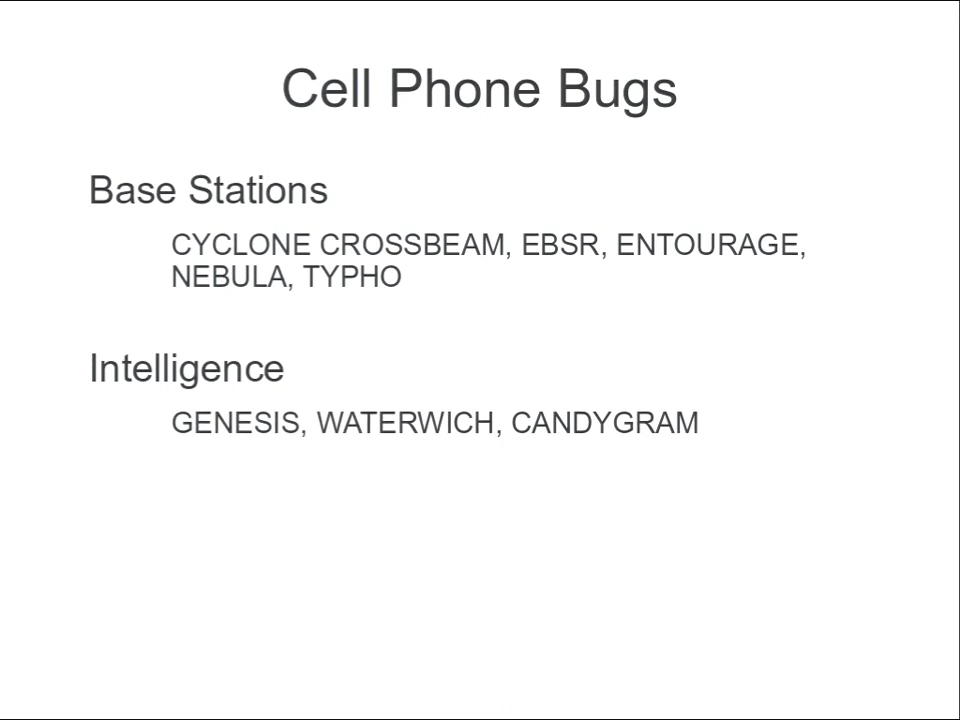 Cell Phone Bugs
Base Stations
CYCLONE CROSSBEAM, EBSR, ENTOURAGE,
NEBULA, TYPHO
Intelligence
GENESIS, WATERWICH, CANDYGRAM